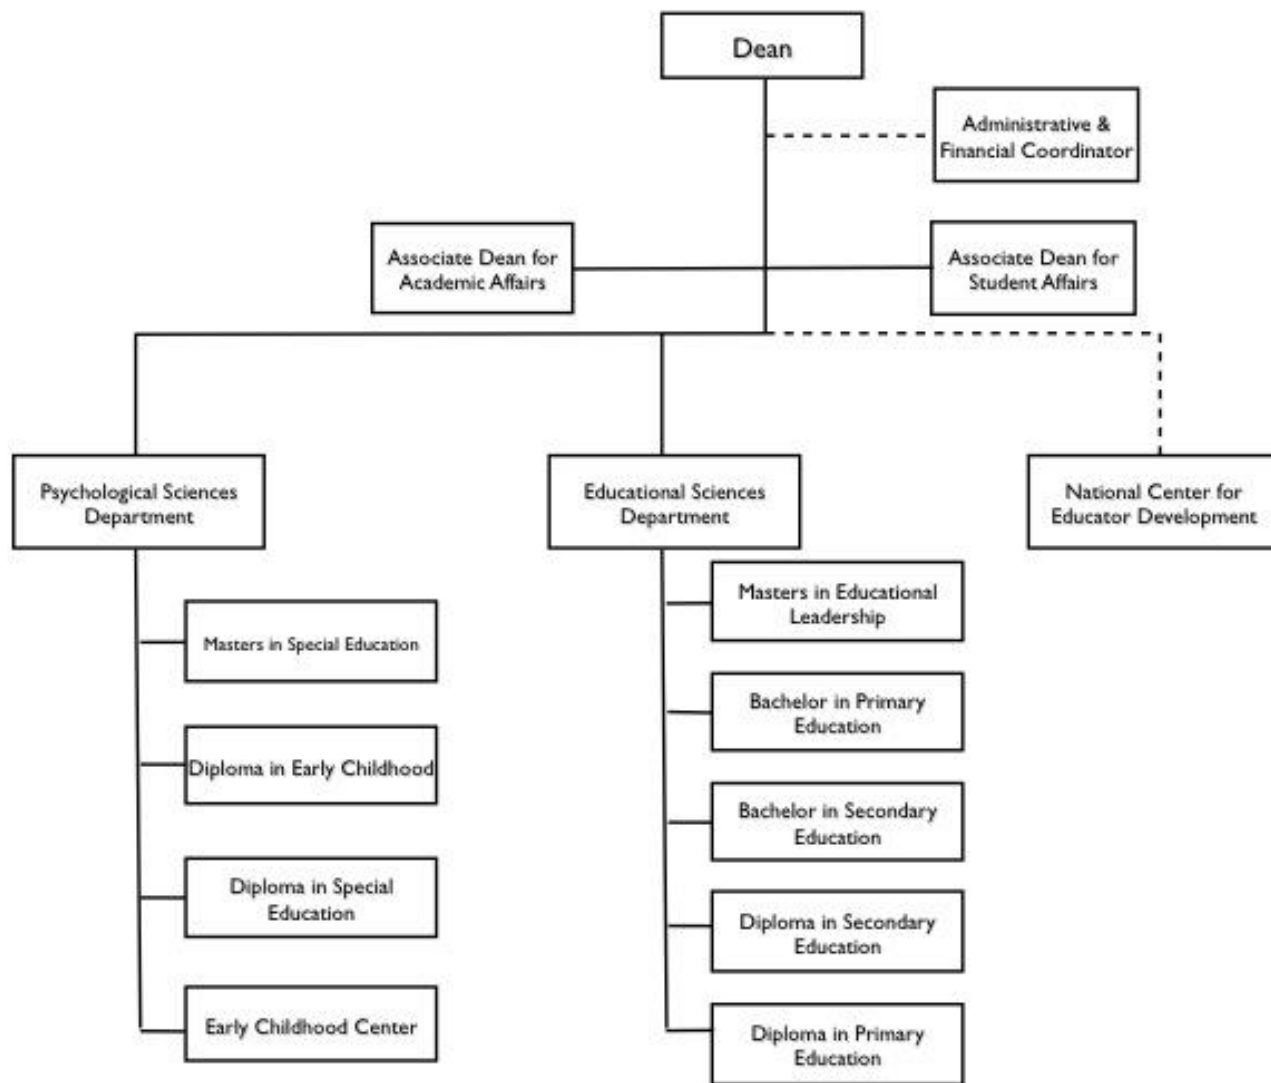 Dean
Administrative &
Financial Coordinator
Associate Dean for
Academic Affairs
Associate Dean for
Student Affairs
Psychological Sciences
Department
Educational Sciences
Department
National Center for
Educator Development
Masters in Special Education
Diploma in Early Childhood
Diploma in Special
Education
Early Childhood Center
Masters in Educational
Leadership
Bachelor in Primary
Education
Bachelor in Secondary
Education
Diploma in Secondary
Education
Diploma in Primary
Education